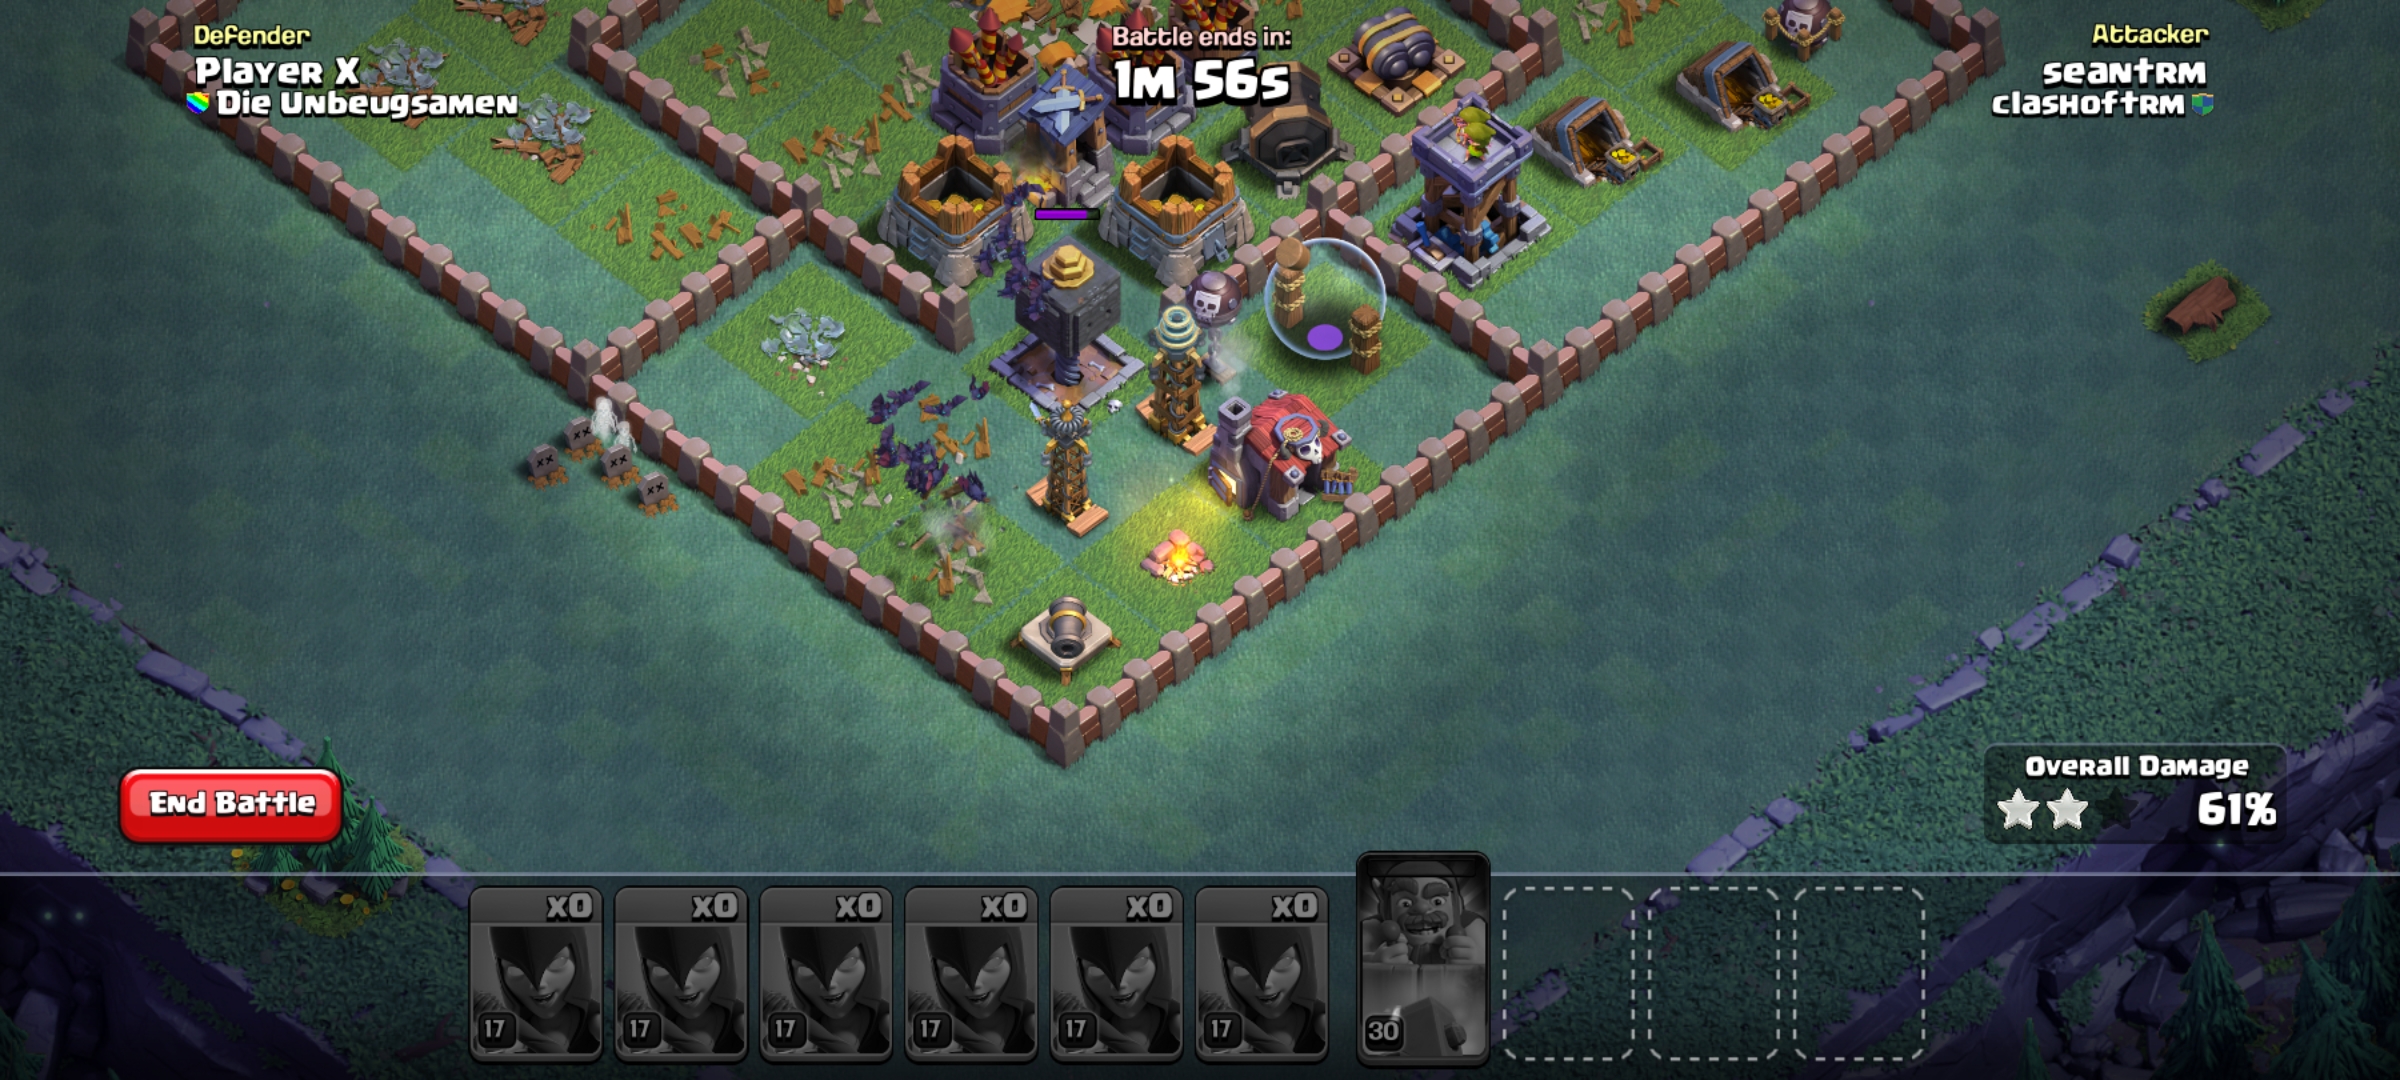 Defender
Player X
Die Unbeugsamen
Battle ends in:
1M 56s
Attacker
seantRM
clashoftRM
End Battle
Overall Damage
61%
x0
x0
x0
x0
x0
x0
17
17
17
17
17
17
30